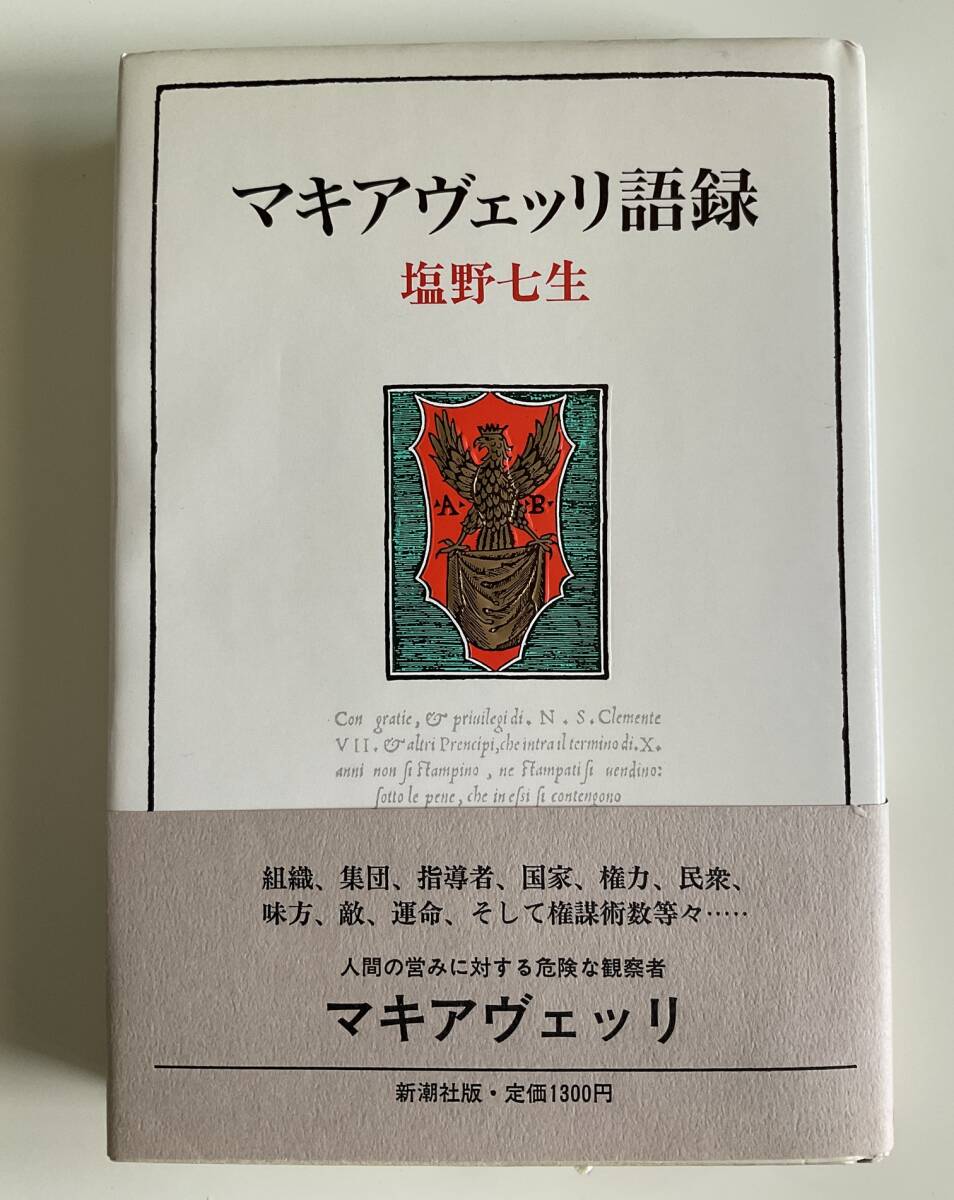 マキアヴェッリ語録
塩野七生
A B
Con gratie, & priuilegi di. N. S. Clemente
VII. & altri Prencipi, che intra il termino di. X.
anni non ſi ſtampino, ne ſtampati ſi uendino:
ſotto le pene, che in eſsi ſi contengono
組織、集団、指導者、国家、権力、民衆、
味方、敵、運命、そして権謀術数等々……
人間の営みに対する危険な観察者
マキアヴェッリ
新潮社版・定価1300円